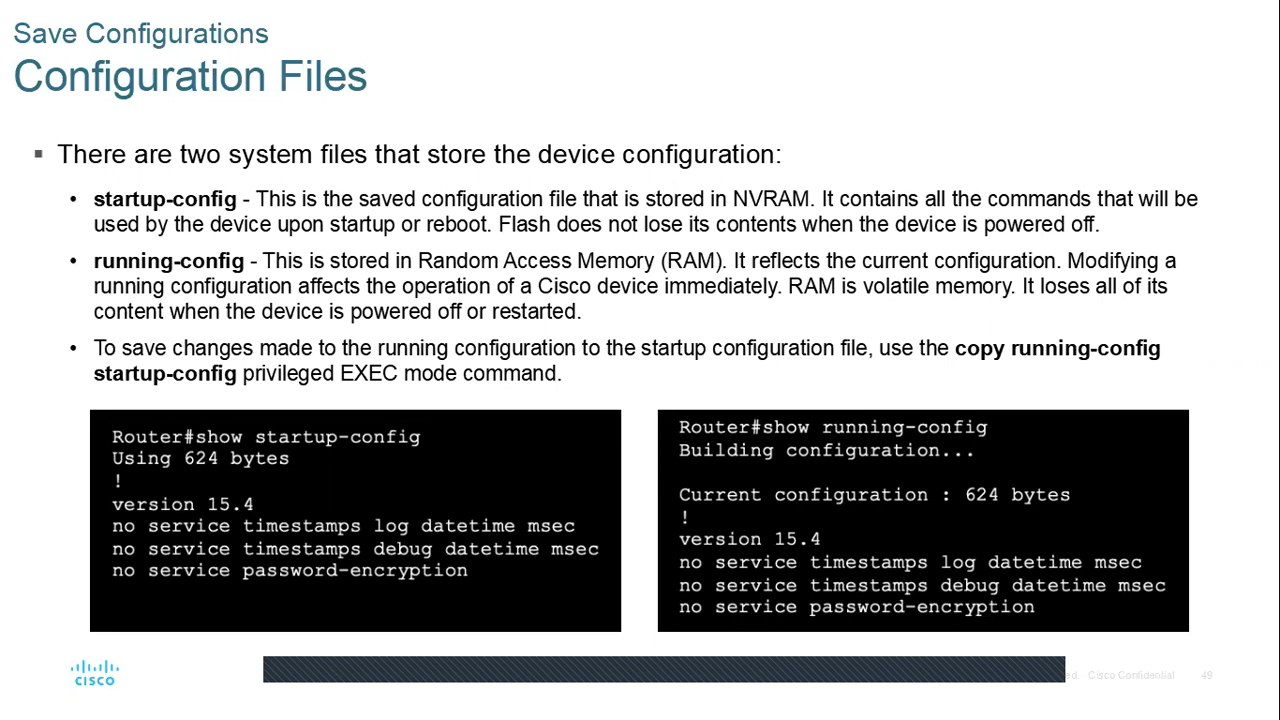 Save Configurations
Configuration Files
▪ There are two system files that store the device configuration:
• startup-config - This is the saved configuration file that is stored in NVRAM. It contains all the commands that will be
used by the device upon startup or reboot. Flash does not lose its contents when the device is powered off.
• running-config - This is stored in Random Access Memory (RAM). It reflects the current configuration. Modifying a
running configuration affects the operation of a Cisco device immediately. RAM is volatile memory. It loses all of its
content when the device is powered off or restarted.
• To save changes made to the running configuration to the startup configuration file, use the copy running-config
startup-config privileged EXEC mode command.
Router#show startup-config
Using 624 bytes
!
version 15.4
no service timestamps log datetime msec
no service timestamps debug datetime msec
no service password-encryption
Router#show running-config
Building configuration...
Current configuration : 624 bytes
!
version 15.4
no service timestamps log datetime msec
no service timestamps debug datetime msec
no service password-encryption
CISCO
ed. Cisco Confidential 49